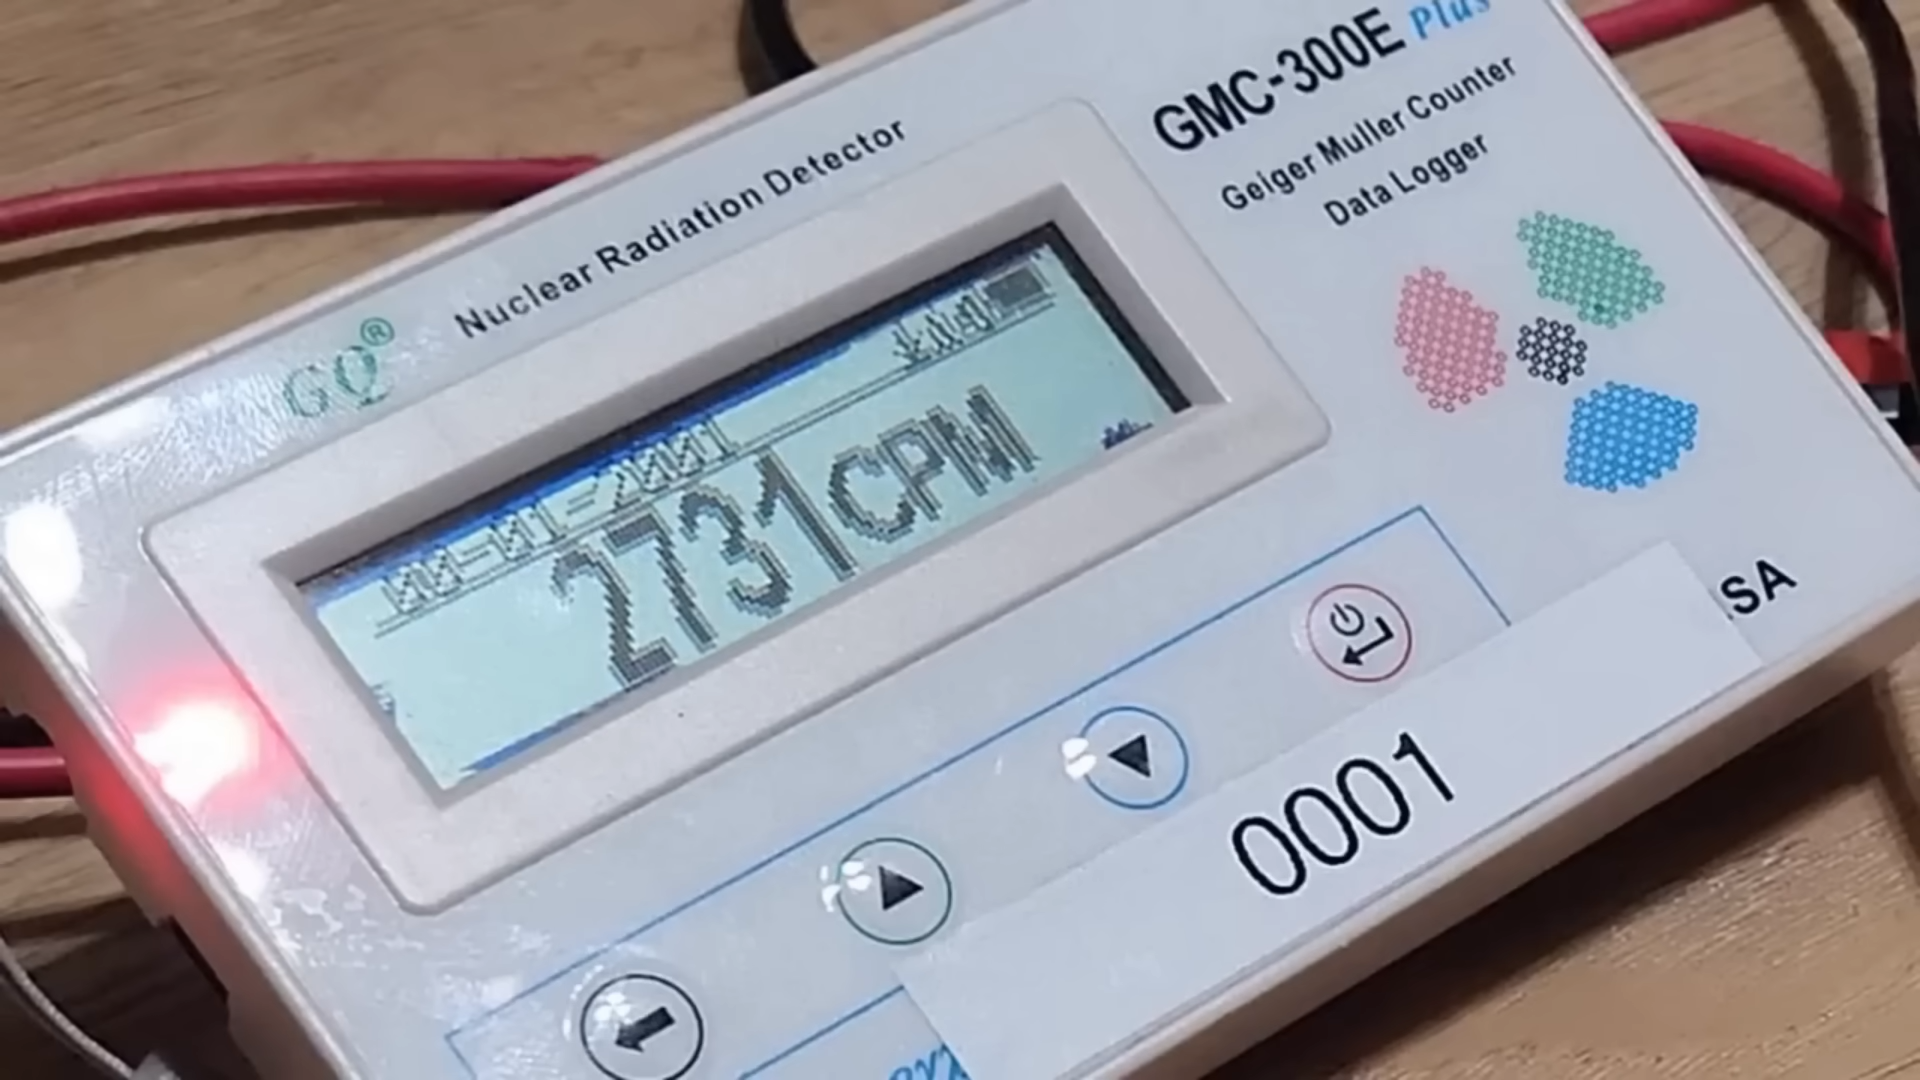 GMC-300E Plus
Geiger Muller Counter
Data Logger
Nuclear Radiation Detector
GQ®
2731CPM
SA
0001